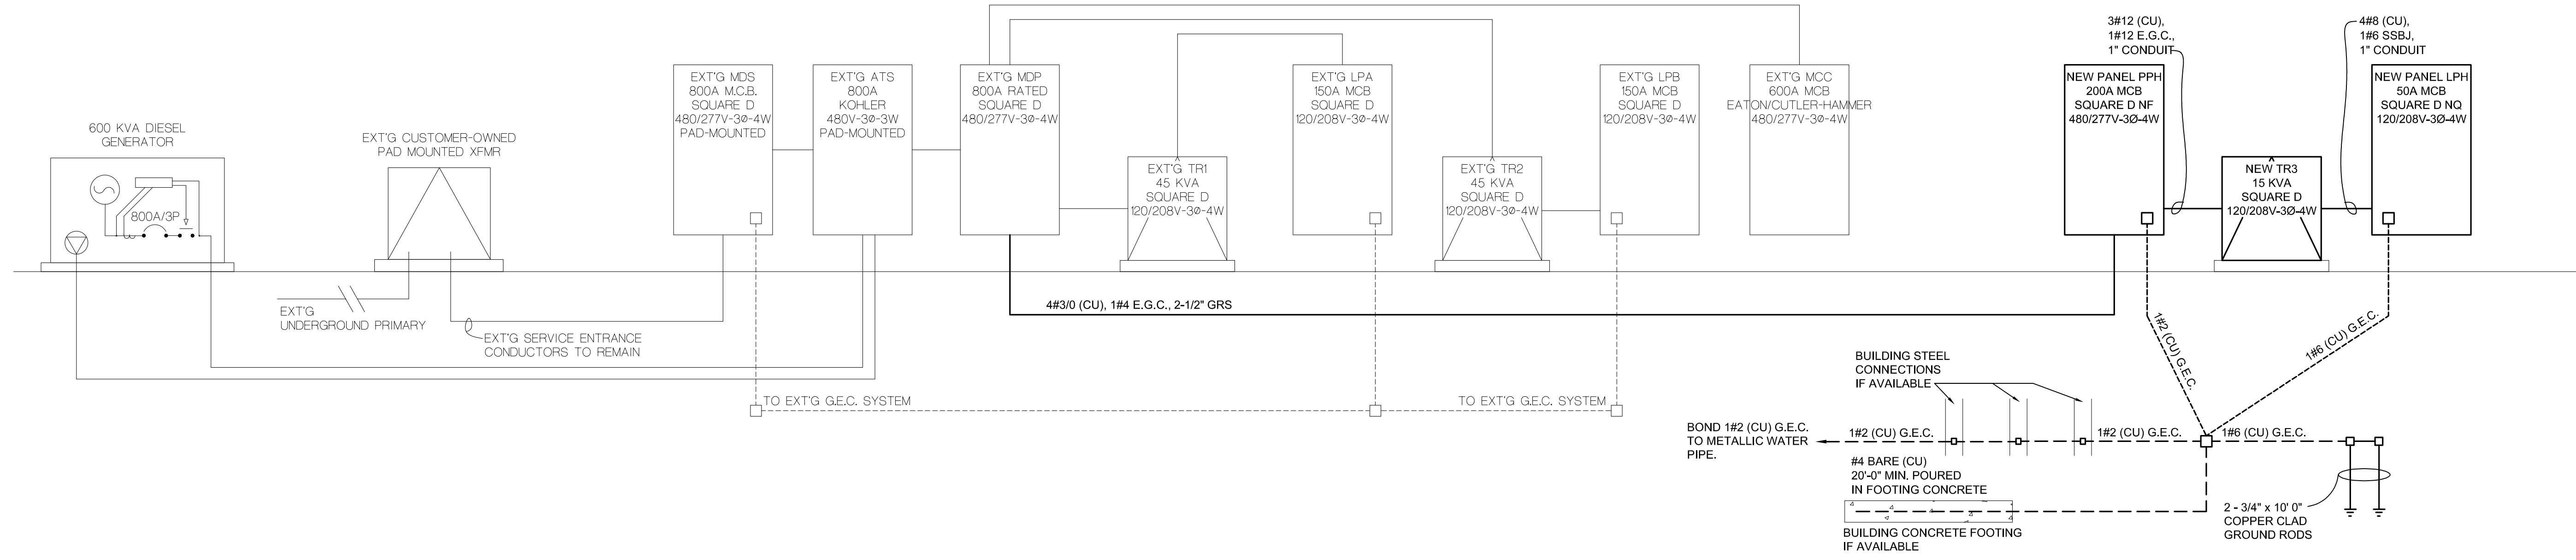 600 KVA DIESEL
GENERATOR
800A/3P
EXT'G CUSTOMER-OWNED
PAD MOUNTED XFMR
EXT'G
UNDERGROUND PRIMARY
EXT'G SERVICE ENTRANCE
CONDUCTORS TO REMAIN
EXT'G MDS
800A M.C.B.
SQUARE D
480/277V-3Ø-4W
PAD-MOUNTED
EXT'G ATS
800A
KOHLER
480V-3Ø-3W
PAD-MOUNTED
EXT'G MDP
800A RATED
SQUARE D
480/277V-3Ø-4W
EXT'G TR1
45 KVA
SQUARE D
120/208V-3Ø-4W
EXT'G LPA
150A MCB
SQUARE D
120/208V-3Ø-4W
EXT'G TR2
45 KVA
SQUARE D
120/208V-3Ø-4W
EXT'G LPB
150A MCB
SQUARE D
120/208V-3Ø-4W
EXT'G MCC
600A MCB
EATON/CUTLER-HAMMER
480/277V-3Ø-4W
3#12 (CU),
1#12 E.G.C.,
1" CONDUIT
NEW PANEL PPH
200A MCB
SQUARE D NF
480/277V-3Ø-4W
NEW TR3
15 KVA
SQUARE D
120/208V-3Ø-4W
4#8 (CU),
1#6 SSBJ,
1" CONDUIT
NEW PANEL LPH
50A MCB
SQUARE D NQ
120/208V-3Ø-4W
4#3/0 (CU), 1#4 E.G.C., 2-1/2" GRS
TO EXT'G G.E.C. SYSTEM
TO EXT'G G.E.C. SYSTEM
1#2 (CU) G.E.C.
1#6 (CU) G.E.C.
BUILDING STEEL
CONNECTIONS
IF AVAILABLE
BOND 1#2 (CU) G.E.C.
TO METALLIC WATER
PIPE.
1#2 (CU) G.E.C.
1#2 (CU) G.E.C.
1#6 (CU) G.E.C.
#4 BARE (CU)
20'-0" MIN. POURED
IN FOOTING CONCRETE
BUILDING CONCRETE FOOTING
IF AVAILABLE
2 - 3/4" x 10' 0"
COPPER CLAD
GROUND RODS